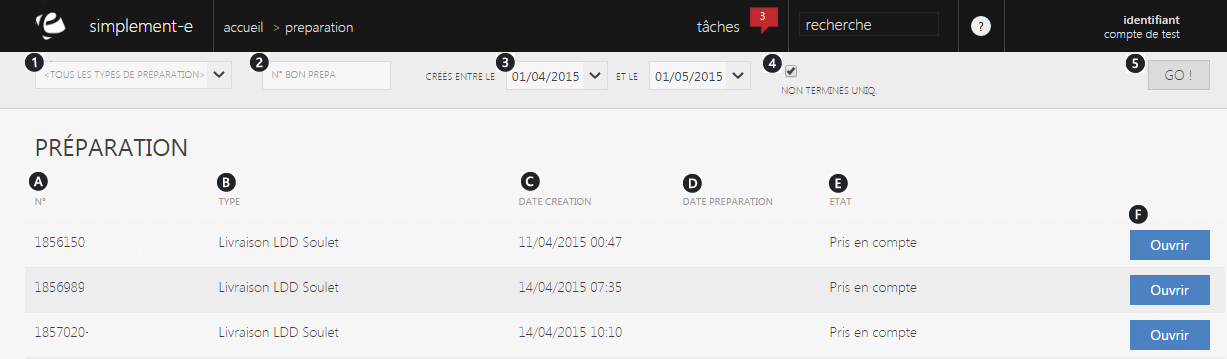 simplement-e accueil > preparation tâches 3 recherche ? identifiant
compte de test
1 <TOUS LES TYPES DE PRÉPARATION> 2 N° BON PREPA CRÉÉS ENTRE LE 3 01/04/2015 ET LE 01/05/2015 4 5 GO !
NON TERMINÉS UNIQ.
PRÉPARATION
A B C D E
N° TYPE DATE CREATION DATE PREPARATION ETAT
F
1856150 Livraison LDD Soulet 11/04/2015 00:47 Pris en compte Ouvrir
1856989 Livraison LDD Soulet 14/04/2015 07:35 Pris en compte Ouvrir
1857020- Livraison LDD Soulet 14/04/2015 10:10 Pris en compte Ouvrir